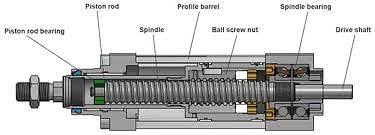 Piston rod
Profile barrel
Spindle bearing
Piston rod bearing
Spindle
Ball screw nut
Drive shaft